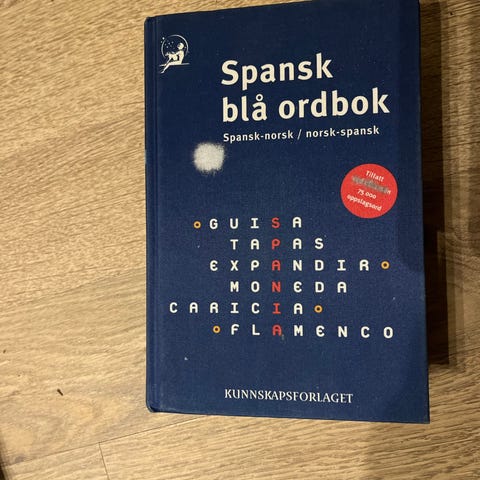 Spansk
blå ordbok
Spansk-norsk / norsk-spansk
Tillatt
75 000
oppslagsord
GUISA
TAPAS
EXPANDIR
MONEDA
CARICIA
FLAMENCO
KUNNSKAPSFORLAGET